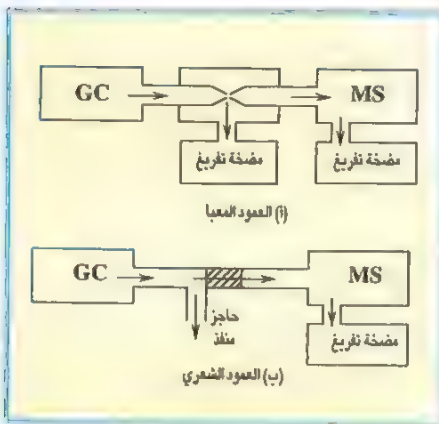 GC
MS
مضخة تفريغ
مضخة تفريغ
(أ) العمود المعبأ
GC
MS
حاجز
منفذ
مضخة تفريغ
(ب) العمود الشعري